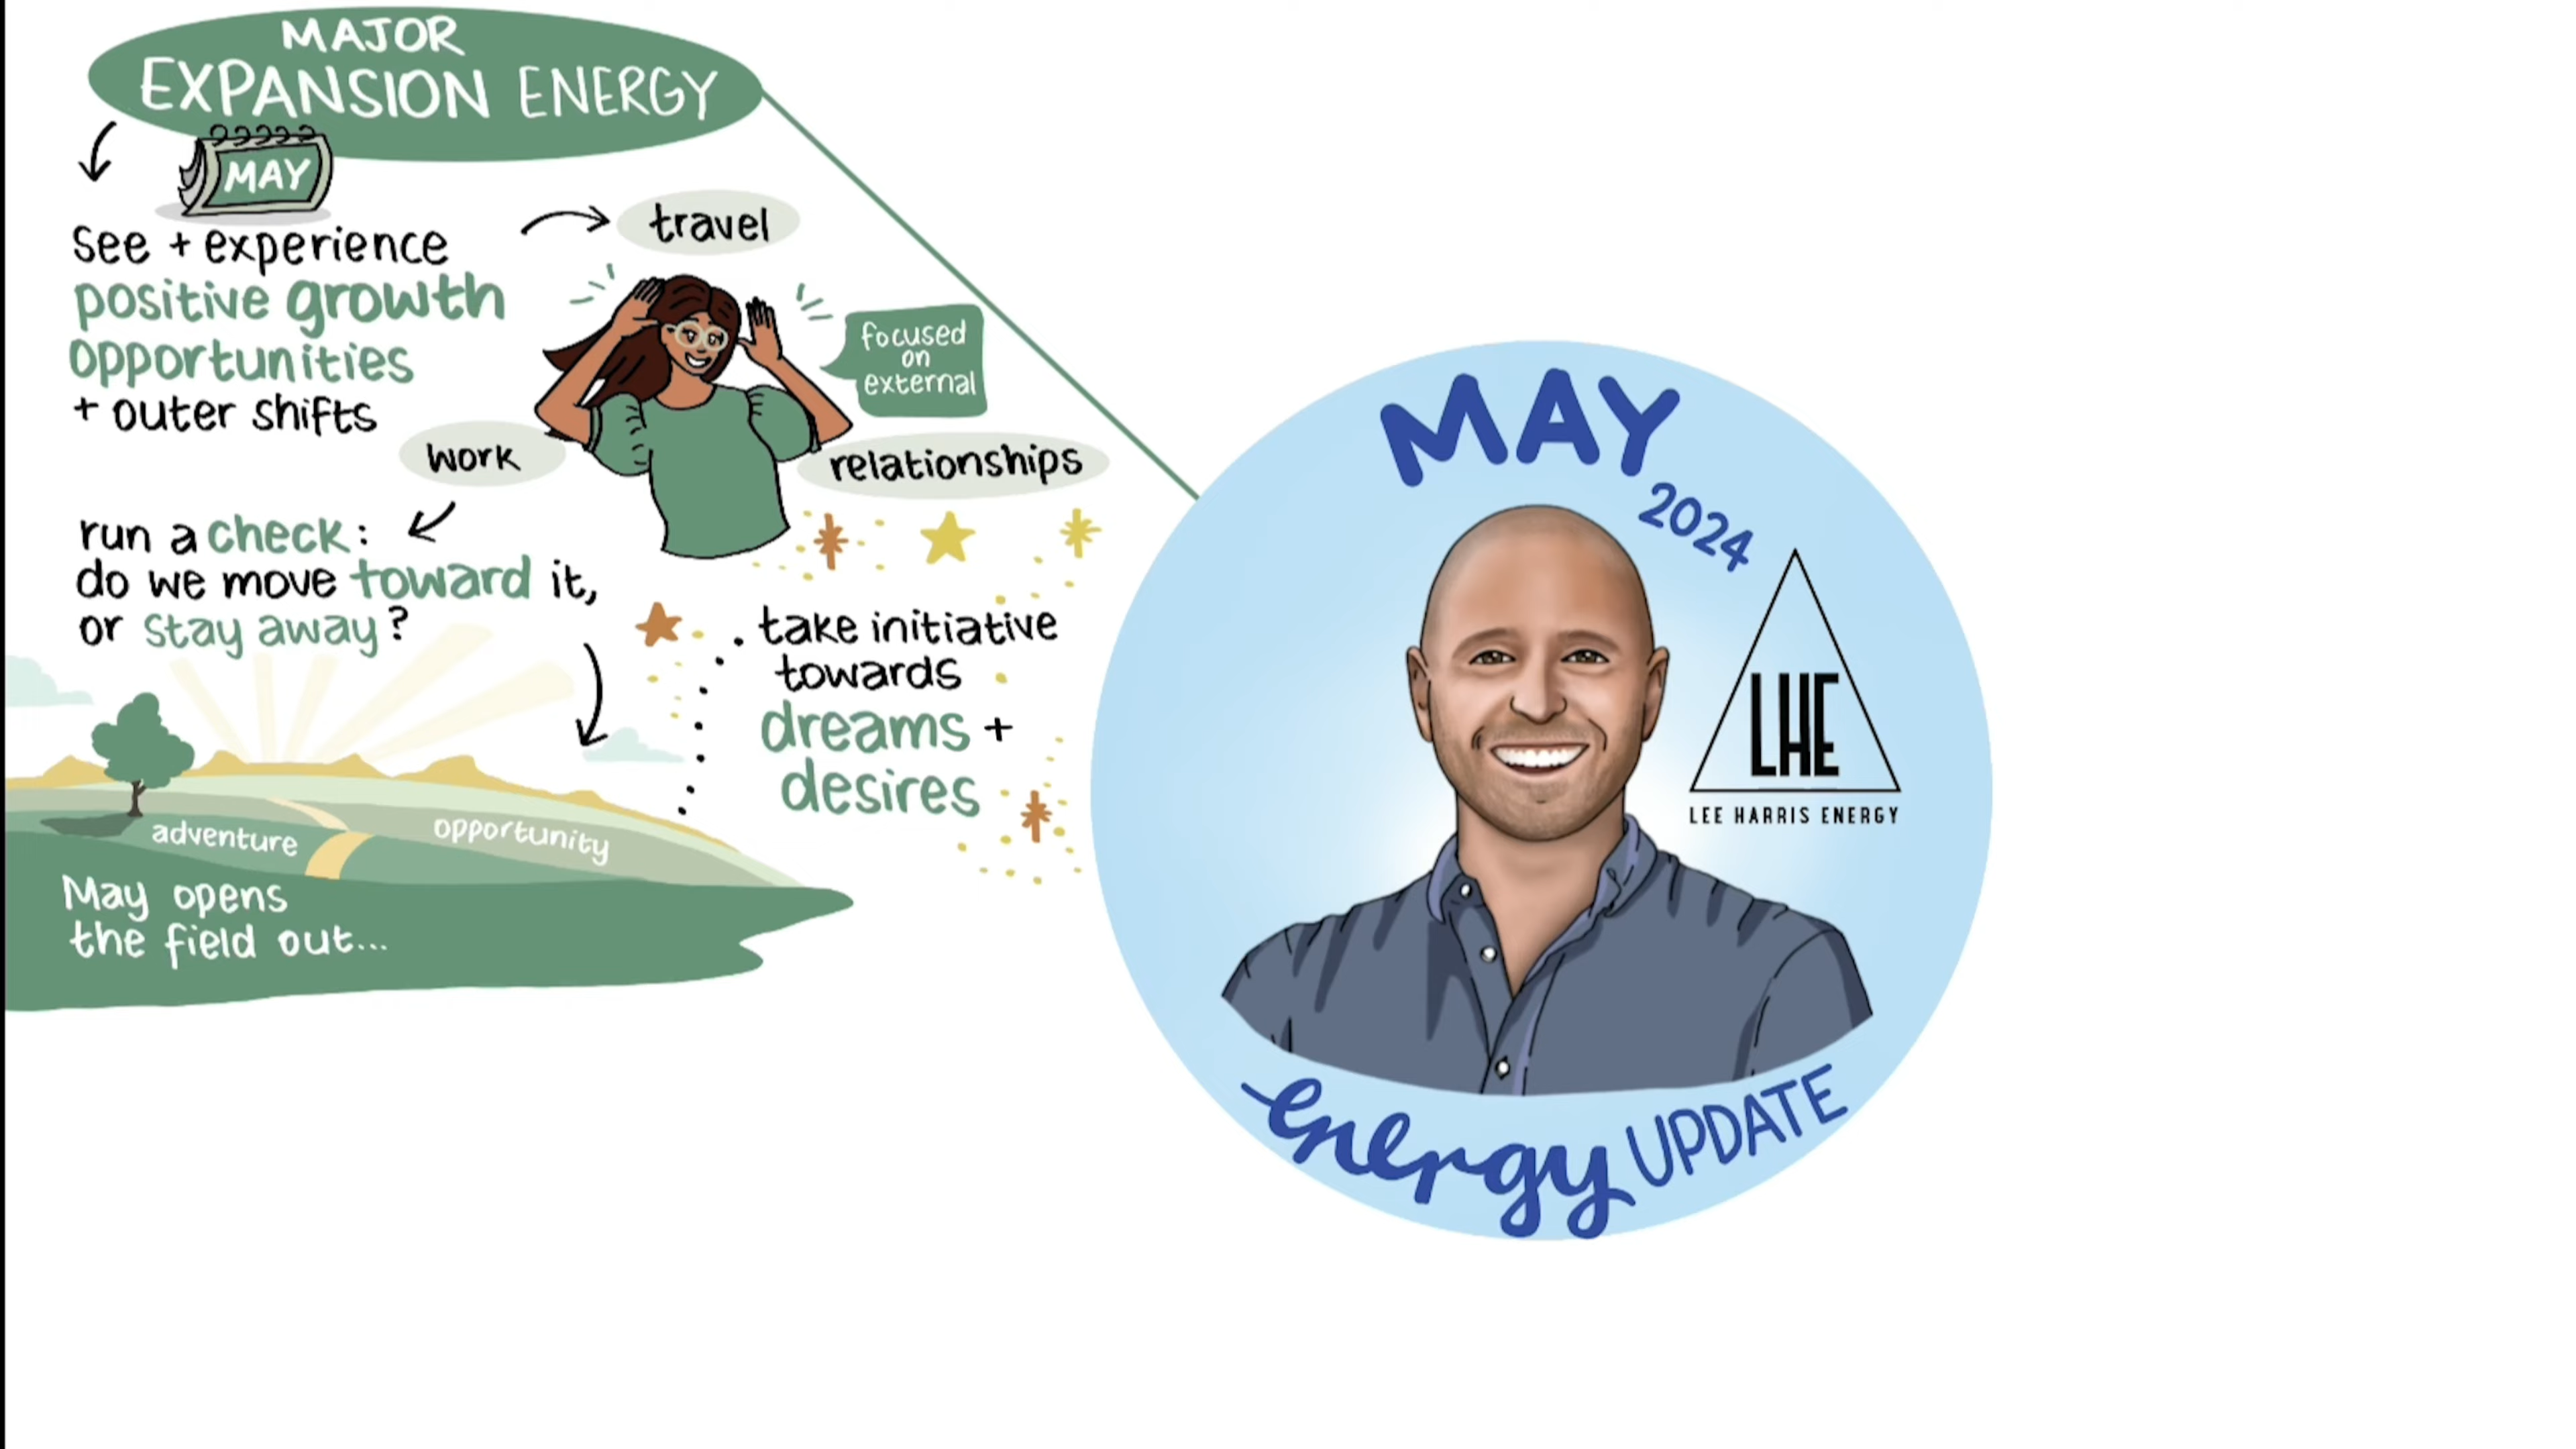 MAJOR
EXPANSION ENERGY
MAY
see + experience
positive growth
opportunities
+ outer shifts
travel
focused
on
external
work
relationships
run a check:
do we move toward it,
or stay away?
take initiative
towards
dreams +
desires
adventure
opportunity
May opens
the field out...
MAY
2024
LHE
LEE HARRIS ENERGY
energy UPDATE